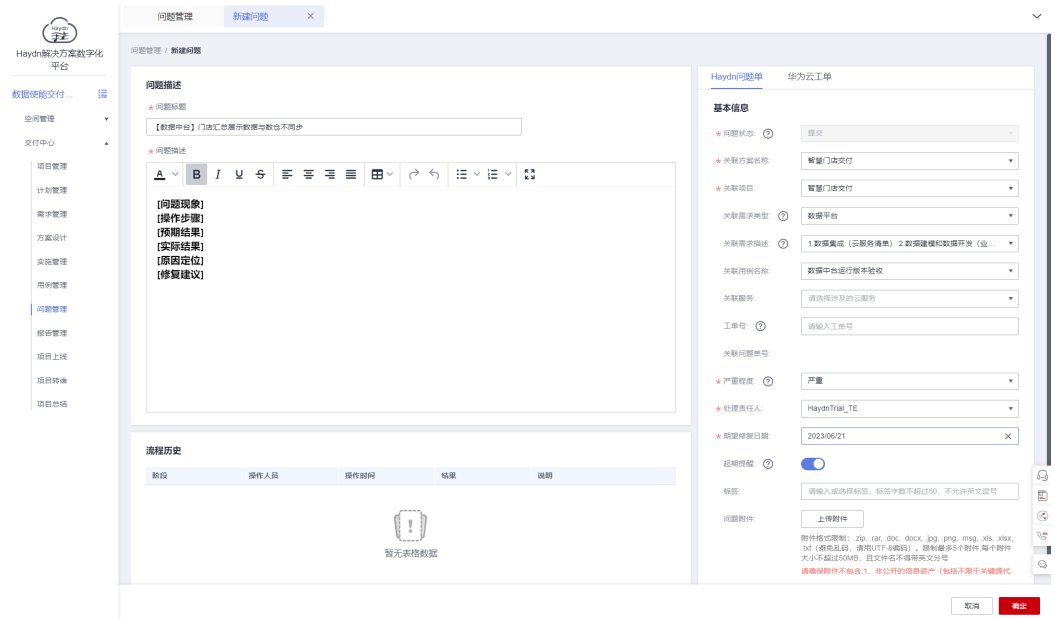 Haydn
Haydn解决方案数字化
平台
数据使能交付...
空间管理
交付中心
项目管理
计划管理
需求管理
方案设计
实施管理
用例管理
问题管理
报告管理
项目上线
项目转维
项目总结
问题管理
新建问题
问题管理 / 新建问题
问题描述
* 问题标题
【数据中台】门店汇总展示数据与数仓不同步
* 问题描述
A B I U S
[问题现象]
[操作步骤]
[预期结果]
[实际结果]
[原因定位]
[修复建议]
流程历史
阶段 操作人员 操作时间 结果 说明
暂无表格数据
Haydn问题单 华为云工单
基本信息
* 问题状态: ? 提交
* 关联方案名称: 智慧门店交付
* 关联项目: 智慧门店交付
关联需求类型: ? 数据平台
关联需求描述: ? 1.数据集成（云服务清单） 2.数据建模和数据开发（业...
关联用例名称: 数据中台运行版本验收
关联服务: 请选择涉及的云服务
工单号: ? 请输入工单号
关联问题单号:
* 严重程度: ? 严重
* 处理责任人: HaydnTrial_TE
* 期望修复日期: 2023/06/21
超期提醒: ?
标签: 请输入或选择标签，标签字数不超过50，不允许英文逗号
问题附件: 上传附件
附件格式限制：.zip, .rar, .doc, .docx, .jpg, .png, .msg, .xls, .xlsx,
.txt（避免乱码，请用UTF-8编码）。限制最多5个附件,每个附件
大小不超过50MB，且文件名不得带英文分号
请确保附件不包含:1、非公开的信息资产（包括不限于关键源代
取消 确定